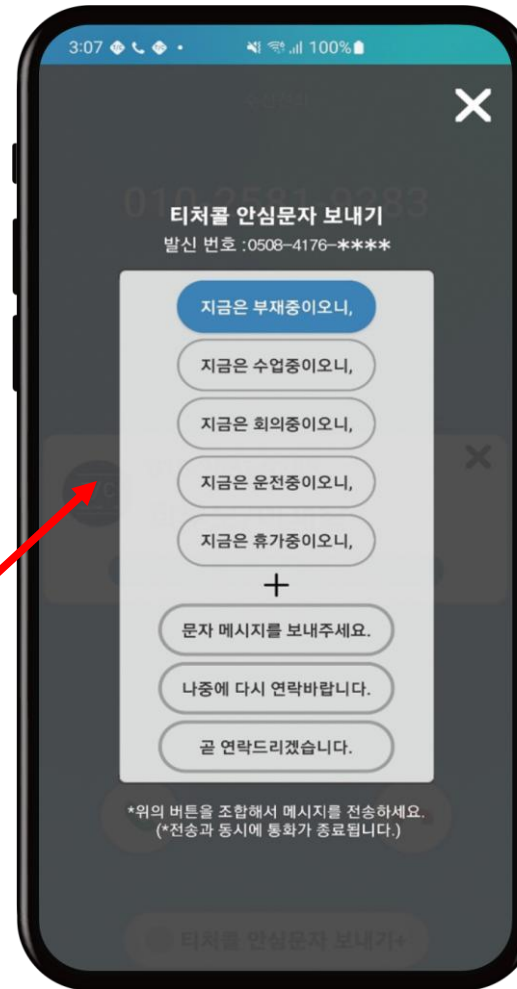 3:07
100%
티처콜 안심문자 보내기
발신 번호 :0508-4176-****
지금은 부재중이오니,
지금은 수업중이오니,
지금은 회의중이오니,
지금은 운전중이오니,
지금은 휴가중이오니,
+
문자 메시지를 보내주세요.
나중에 다시 연락바랍니다.
곧 연락드리겠습니다.
*위의 버튼을 조합해서 메시지를 전송하세요.
(*전송과 동시에 통화가 종료됩니다.)
티처콜 안심문자 보내기+